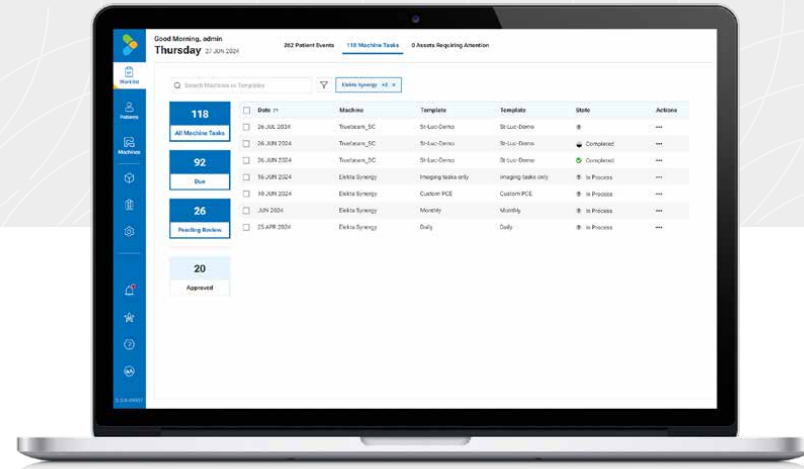 Good Morning, admin
Thursday 27 JUN 2024
262 Patient Events 118 Machine Tasks 0 Assets Requiring Attention
Worklist
Patients
Machines
Search Machines or Templates
Elekta Synergy +2 ×
118
All Machine Tasks
92
Due
26
Pending Review
20
Approved
Date Machine Template Template State Actions
26 JUL 2024 Truebeam_SC St-Luc-Demo St-Luc-Demo ...
26 JUN 2024 Truebeam_SC St-Luc-Demo St-Luc-Demo Completed ...
26 JUN 2024 Truebeam_SC St-Luc-Demo St-Luc-Demo Completed ...
16 JUN 2024 Elekta Synergy Imaging tasks only Imaging tasks only In Process ...
10 JUN 2024 Elekta Synergy Custom PCE Custom PCE In Process ...
JUN 2024 Elekta Synergy Monthly Monthly In Process ...
25 APR 2024 Elekta Synergy Daily Daily In Process ...